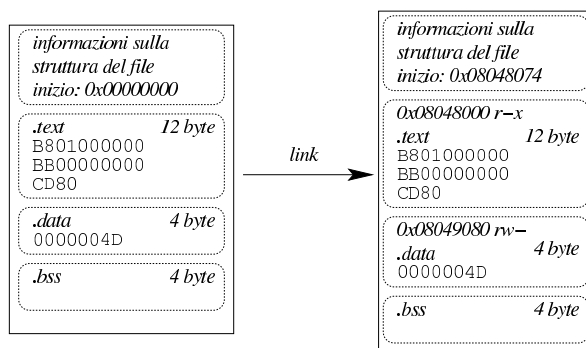 informazioni sulla
struttura del file
inizio: 0x00000000
.text 12 byte
B801000000
BB00000000
CD80
.data 4 byte
0000004D
.bss 4 byte
link
informazioni sulla
struttura del file
inizio: 0x08048074
0x08048000 r-x
.text 12 byte
B801000000
BB00000000
CD80
0x08049080 rw-
.data 4 byte
0000004D
.bss 4 byte